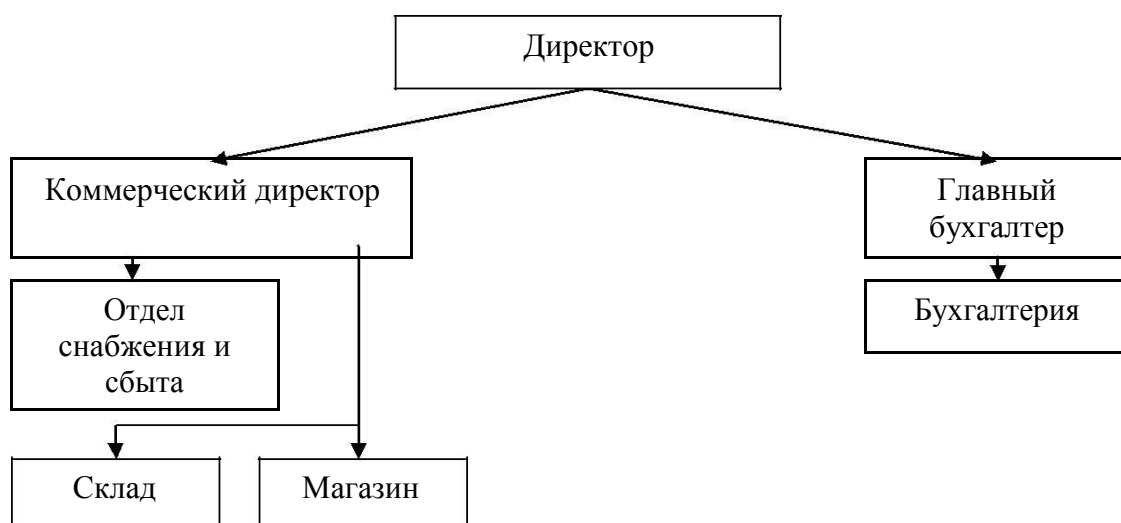 Директор
Коммерческий директор
Главный
бухгалтер
Отдел
снабжения и
сбыта
Бухгалтерия
Склад
Магазин